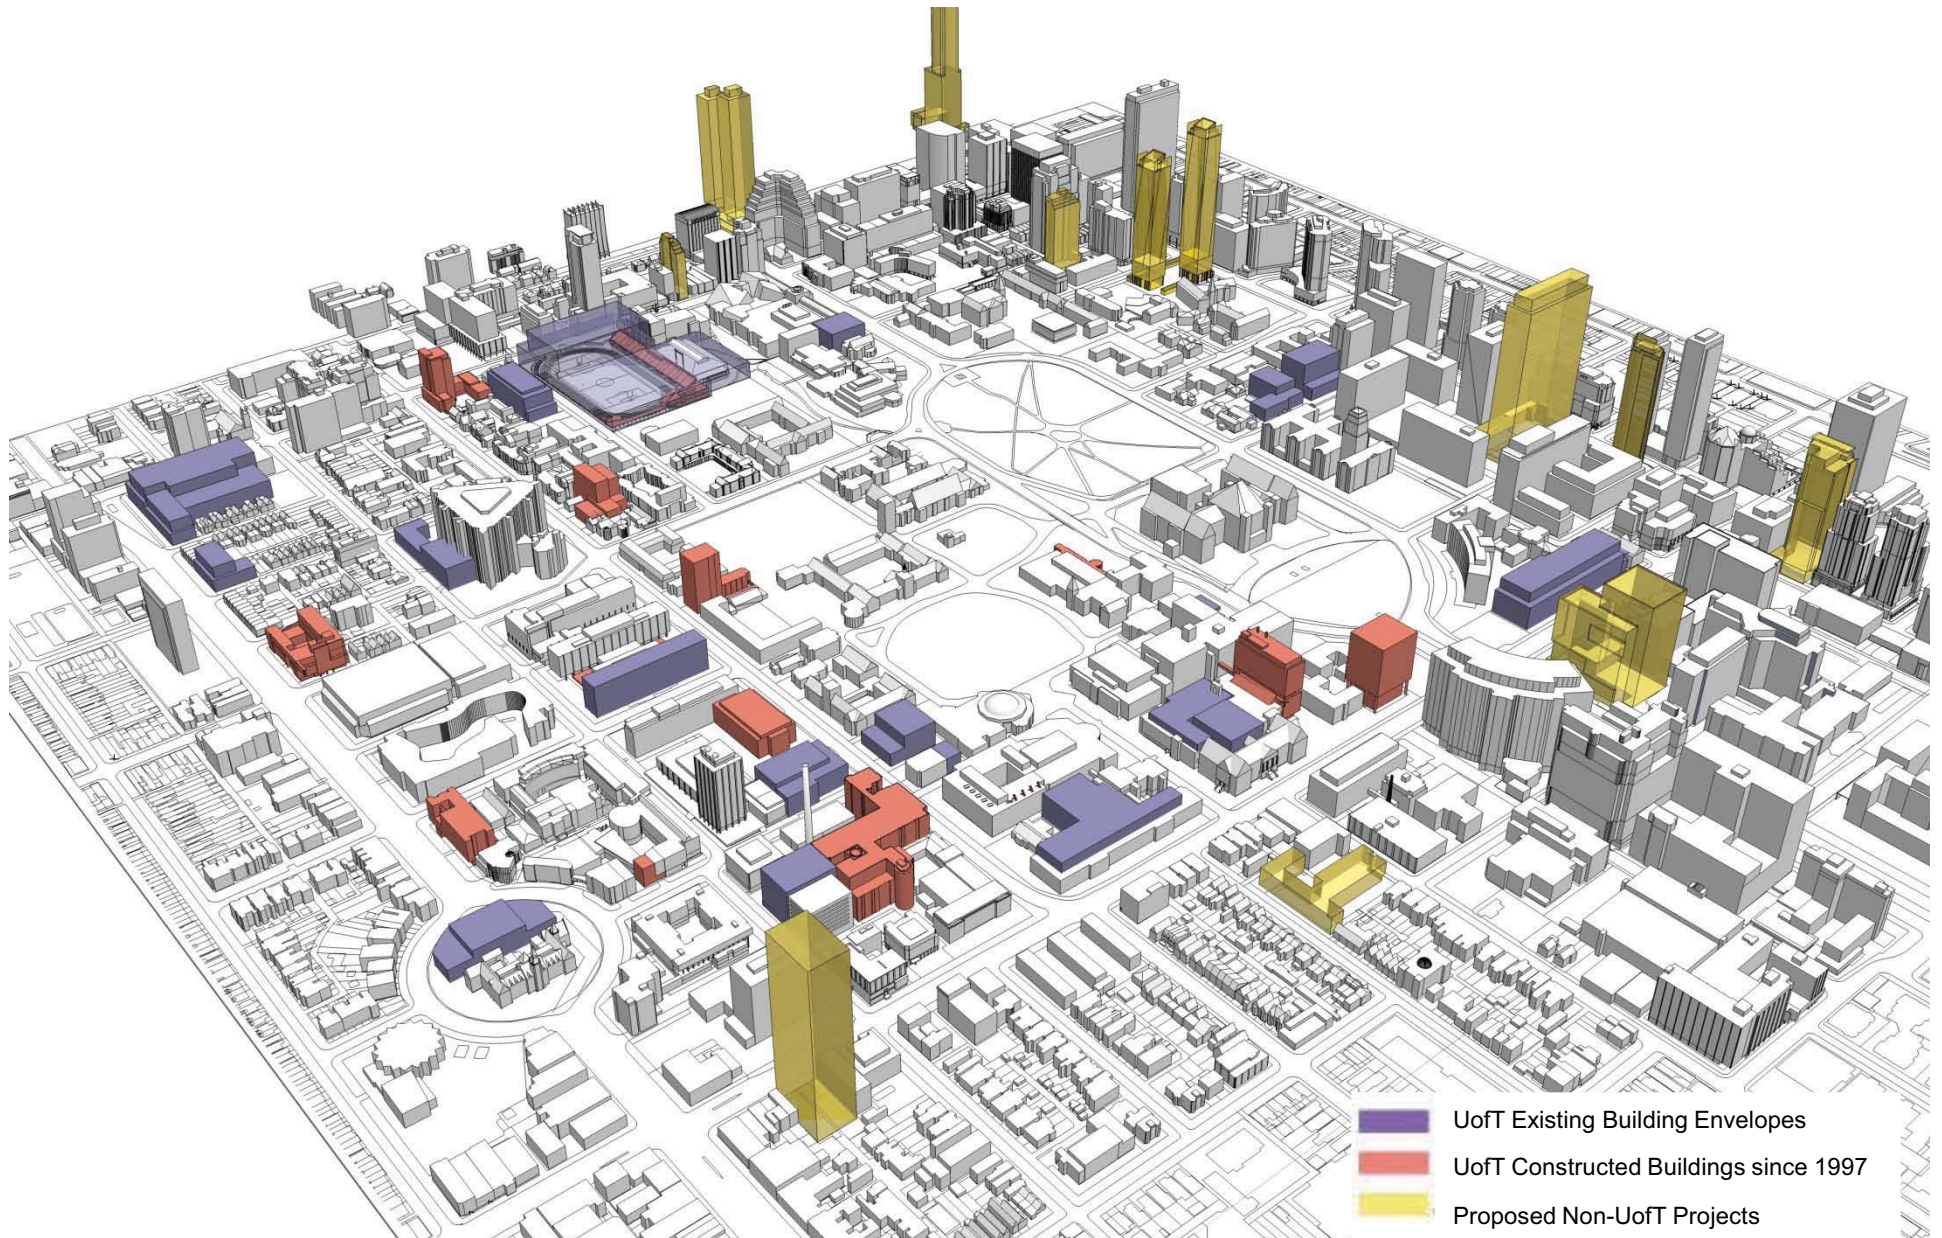 UofT Existing Building Envelopes
UofT Constructed Buildings since 1997
Proposed Non-UofT Projects